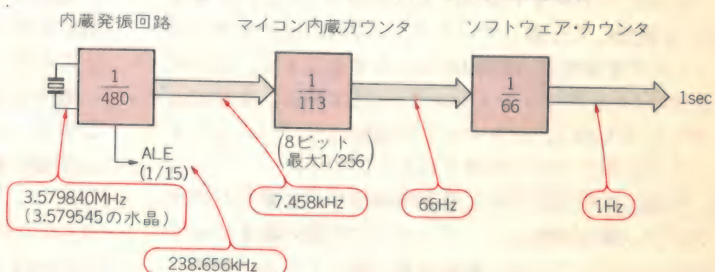 内蔵発振回路
マイコン内蔵カウンタ
ソフトウェア・カウンタ
1
480
1
113
1
66
1sec
(8ビット
最大1/256)
ALE
(1/15)
3.579840MHz
(3.579545の水晶)
7.458kHz
66Hz
1Hz
238.656kHz